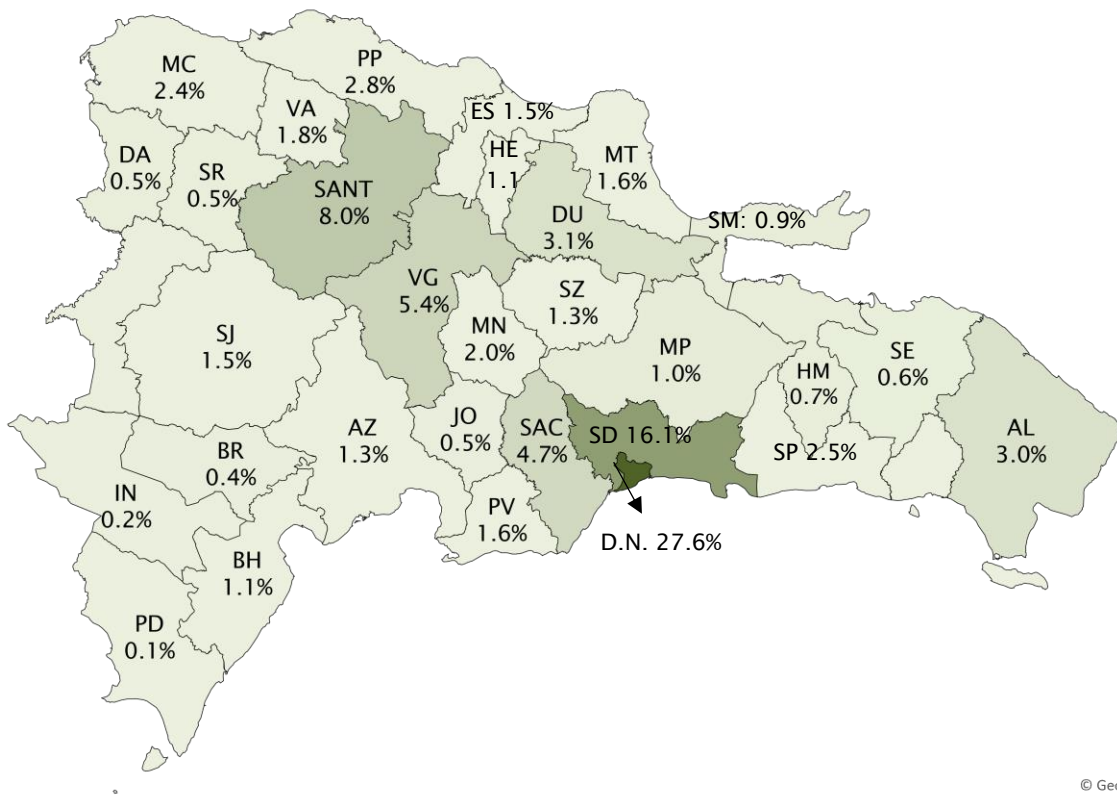 MC
2.4%
PP
2.8%
VA
1.8%
ES 1.5%
DA
0.5%
SR
0.5%
SANT
8.0%
HE
1.1
MT
1.6%
DU
3.1%
SM: 0.9%
VG
5.4%
SZ
1.3%
SJ
1.5%
MN
2.0%
MP
1.0%
HM
0.7%
SE
0.6%
AZ
1.3%
JO
0.5%
SAC
4.7%
SD 16.1%
SP 2.5%
AL
3.0%
BR
0.4%
IN
0.2%
PV
1.6%
D.N. 27.6%
BH
1.1%
PD
0.1%
© Geo